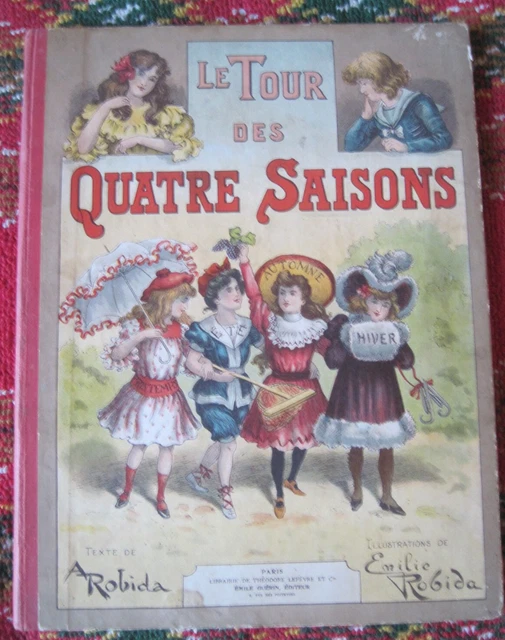 LE TOUR
DES
QUATRE SAISONS
AUTOMNE
ÉTÉ
HIVER
TEXTE DE
A Robida
ILLUSTRATIONS DE
Emilie
Robida
PARIS
LIBRAIRIE DE THÉODORE LEFÈVRE ET Cie
ÉMILE GUÉRIN, ÉDITEUR